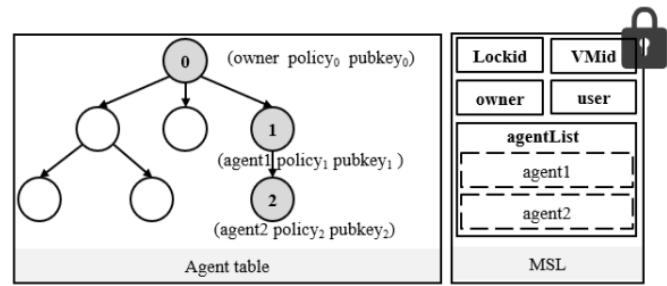 0
(owner policy₀ pubkey₀)
1
(agent1 policy₁ pubkey₁ )
2
(agent2 policy₂ pubkey₂)
Agent table
Lockid
VMid
owner
user
agentList
agent1
agent2
MSL